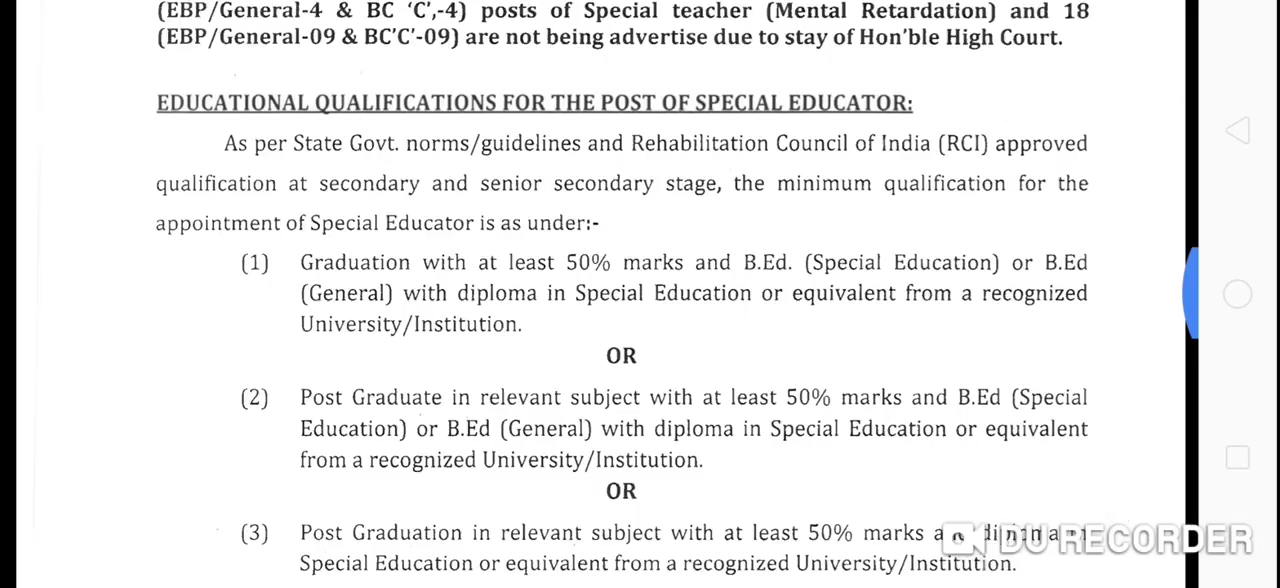 (EBP/General-4 & BC ‘C’,-4) posts of Special teacher (Mental Retardation) and 18
(EBP/General-09 & BC’C’-09) are not being advertise due to stay of Hon’ble High Court.
EDUCATIONAL QUALIFICATIONS FOR THE POST OF SPECIAL EDUCATOR:
As per State Govt. norms/guidelines and Rehabilitation Council of India (RCI) approved
qualification at secondary and senior secondary stage, the minimum qualification for the
appointment of Special Educator is as under:-
(1) Graduation with at least 50% marks and B.Ed. (Special Education) or B.Ed
(General) with diploma in Special Education or equivalent from a recognized
University/Institution.
OR
(2) Post Graduate in relevant subject with at least 50% marks and B.Ed (Special
Education) or B.Ed (General) with diploma in Special Education or equivalent
from a recognized University/Institution.
OR
(3) Post Graduation in relevant subject with at least 50% marks
Special Education or equivalent from a recognized University/Institution.
DU RECORDER